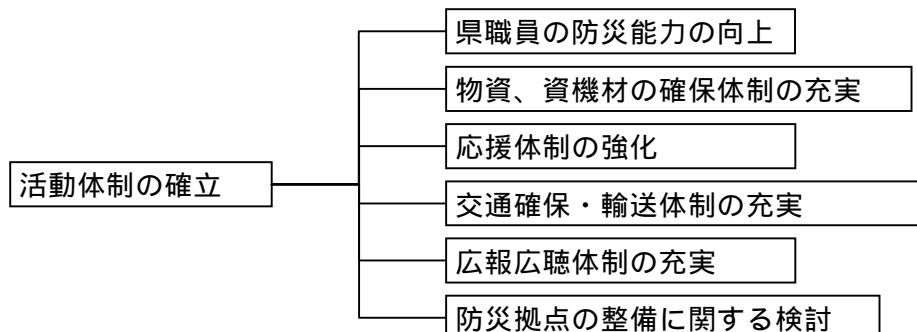 県職員の防災能力の向上
物資、資機材の確保体制の充実
応援体制の強化
活動体制の確立
交通確保・輸送体制の充実
広報広聴体制の充実
防災拠点の整備に関する検討